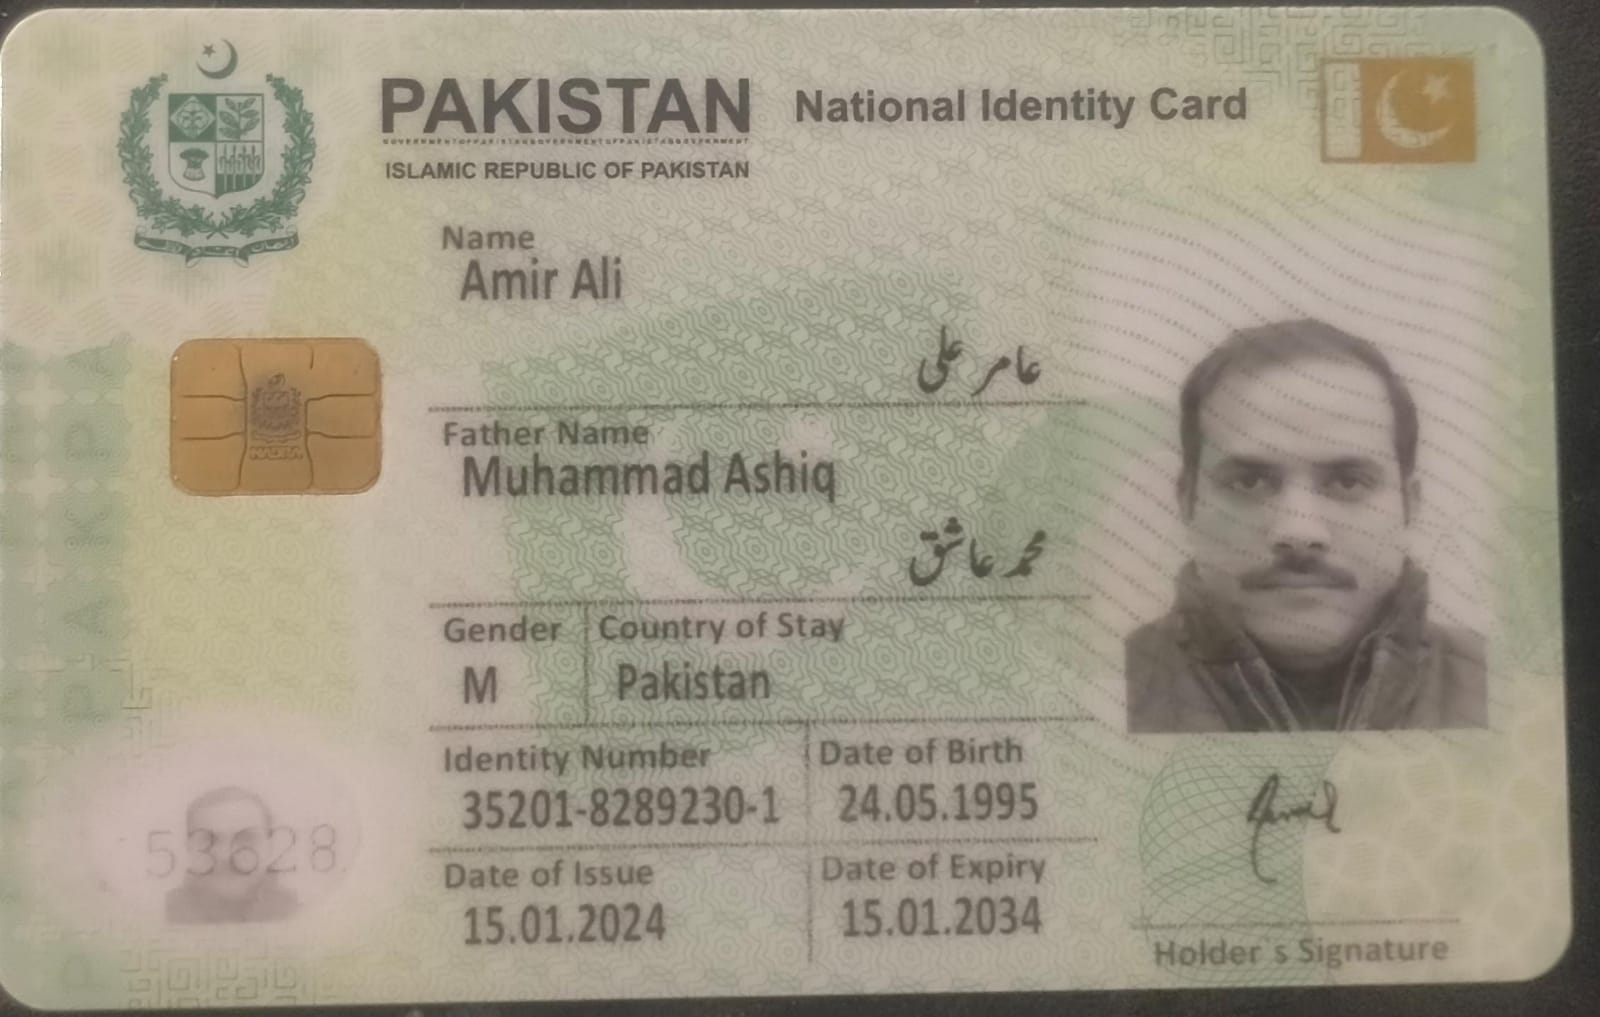 PAKISTAN National Identity Card
ISLAMIC REPUBLIC OF PAKISTAN
Name
Amir Ali
عامر علی
Father Name
Muhammad Ashiq
محمد عاشق
Gender Country of Stay
M Pakistan
Identity Number Date of Birth
35201-8289230-1 24.05.1995
53628
Date of Issue Date of Expiry
15.01.2024 15.01.2034
Holder`s Signature